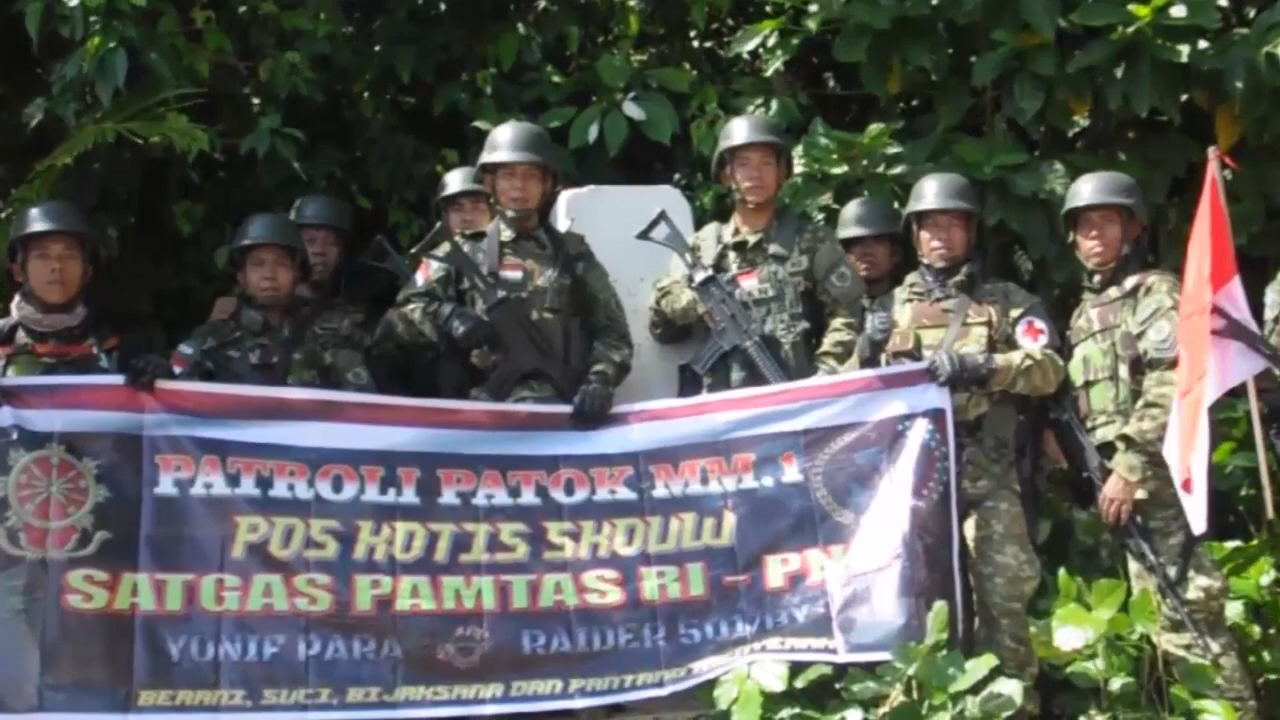 PATROLI PATOK MM.1
POS KOTIS SKOUW
SATGAS PAMTAS RI - PN
YONIF PARA RAIDER 501/BY
BERANI, SUCI, BIJAKSANA DAN